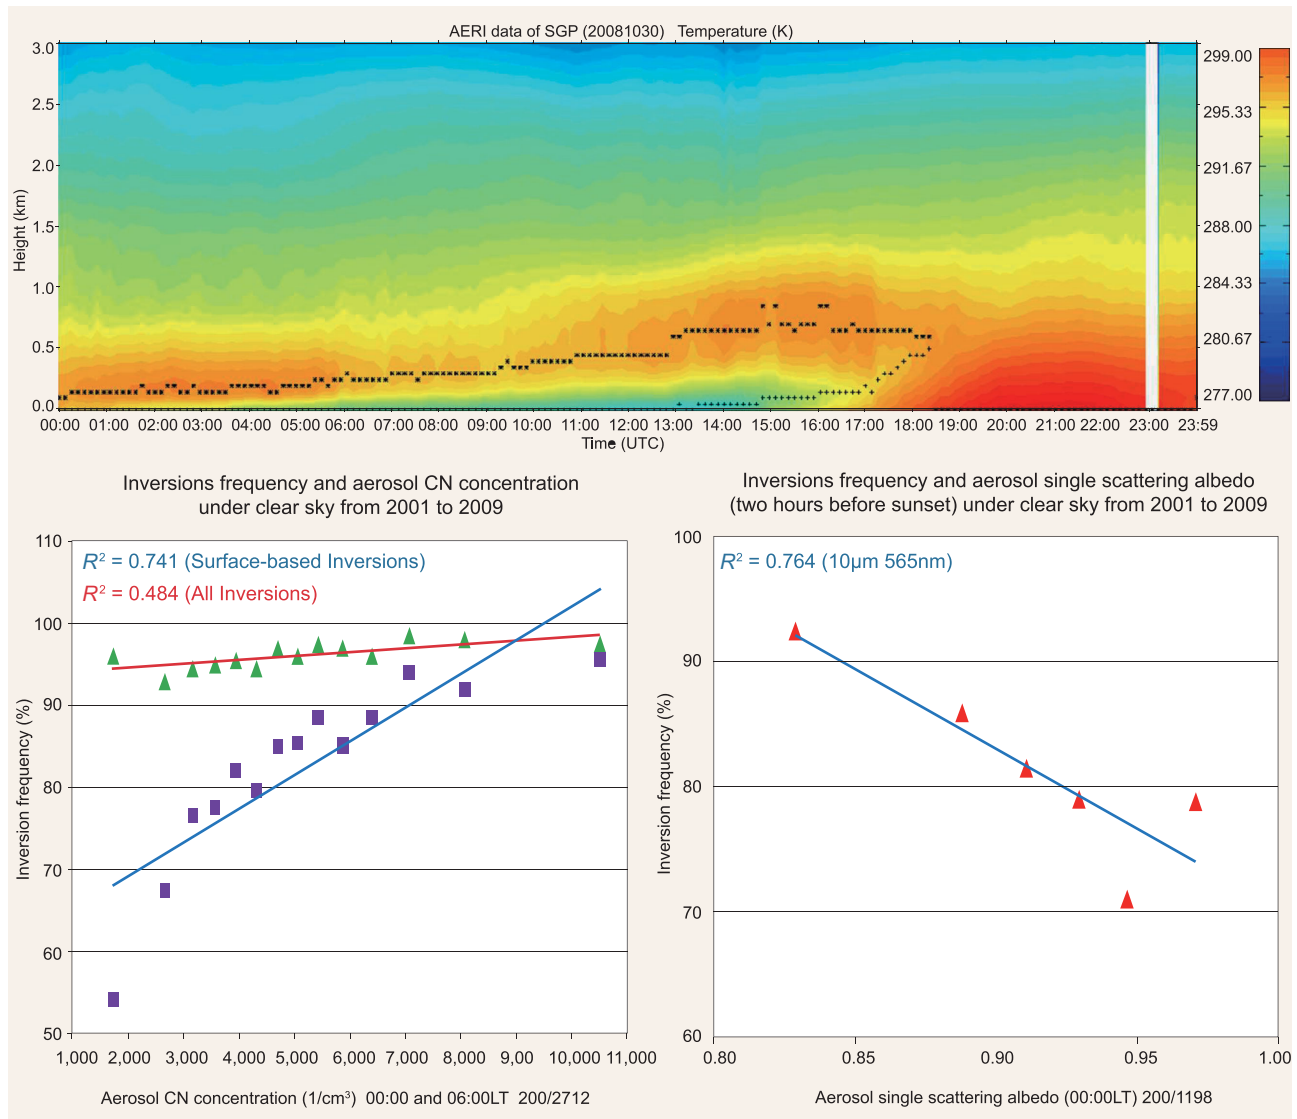 AERI data of SGP (20081030) Temperature (K)
3.0
2.5
2.0
1.5
1.0
0.5
0.0
Height (km)
299.00
295.33
291.67
288.00
284.33
280.67
277.00
00:00 01:00 02:00 03:00 04:00 05:00 06:00 07:00 08:00 09:00 10:00 11:00 12:00 13:00 14:00 15:00 16:00 17:00 18:00 19:00 20:00 21:00 22:00 23:00 23:59
Time (UTC)
Inversions frequency and aerosol CN concentration
under clear sky from 2001 to 2009
R² = 0.741 (Surface-based Inversions)
R² = 0.484 (All Inversions)
110
100
90
80
70
60
50
Inversion frequency (%)
1,000 2,000 3,000 4,000 5,000 6,000 7,000 8,000 9,00 10,0000 11,000
Aerosol CN concentration (1/cm³) 00:00 and 06:00LT 200/2712
Inversions frequency and aerosol single scattering albedo
(two hours before sunset) under clear sky from 2001 to 2009
R² = 0.764 (10µm 565nm)
100
90
80
70
60
Inversion frequency (%)
0.80 0.85 0.90 0.95 1.00
Aerosol single scattering albedo (00:00LT) 200/1198